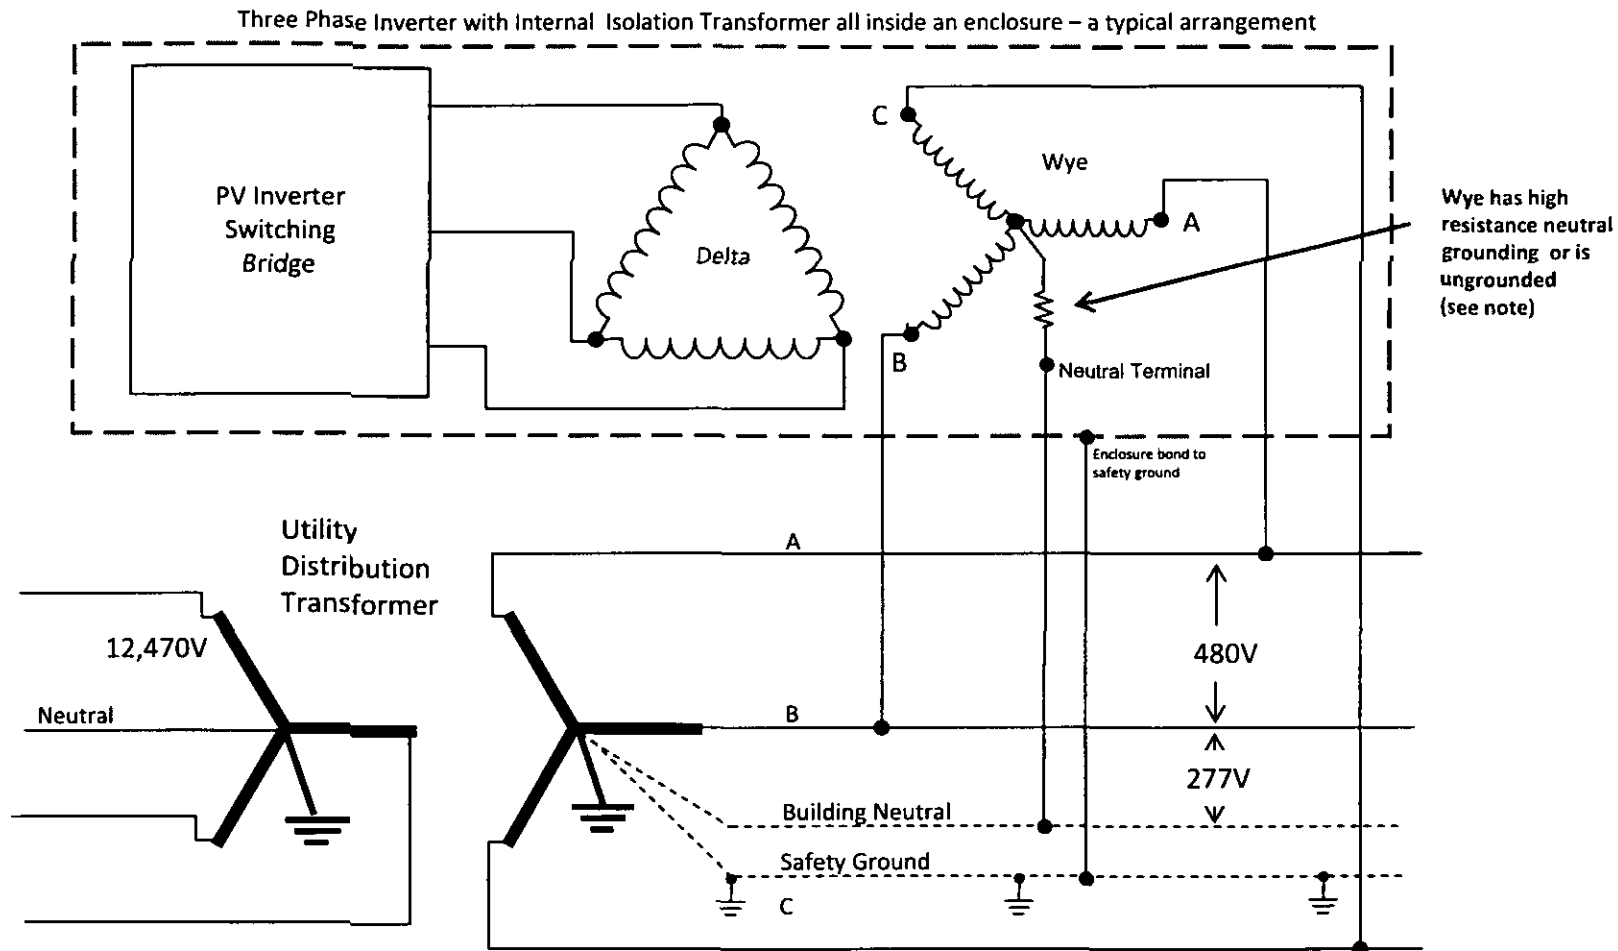 Three Phase Inverter with Internal Isolation Transformer all inside an enclosure – a typical arrangement
PV Inverter
Switching
Bridge
Delta
C
Wye
A
B
Neutral Terminal
Wye has high
resistance neutral
grounding or is
ungrounded
(see note)
Enclosure bond to
safety ground
Utility
Distribution
Transformer
12,470V
Neutral
A
480V
B
277V
Building Neutral
Safety Ground
C